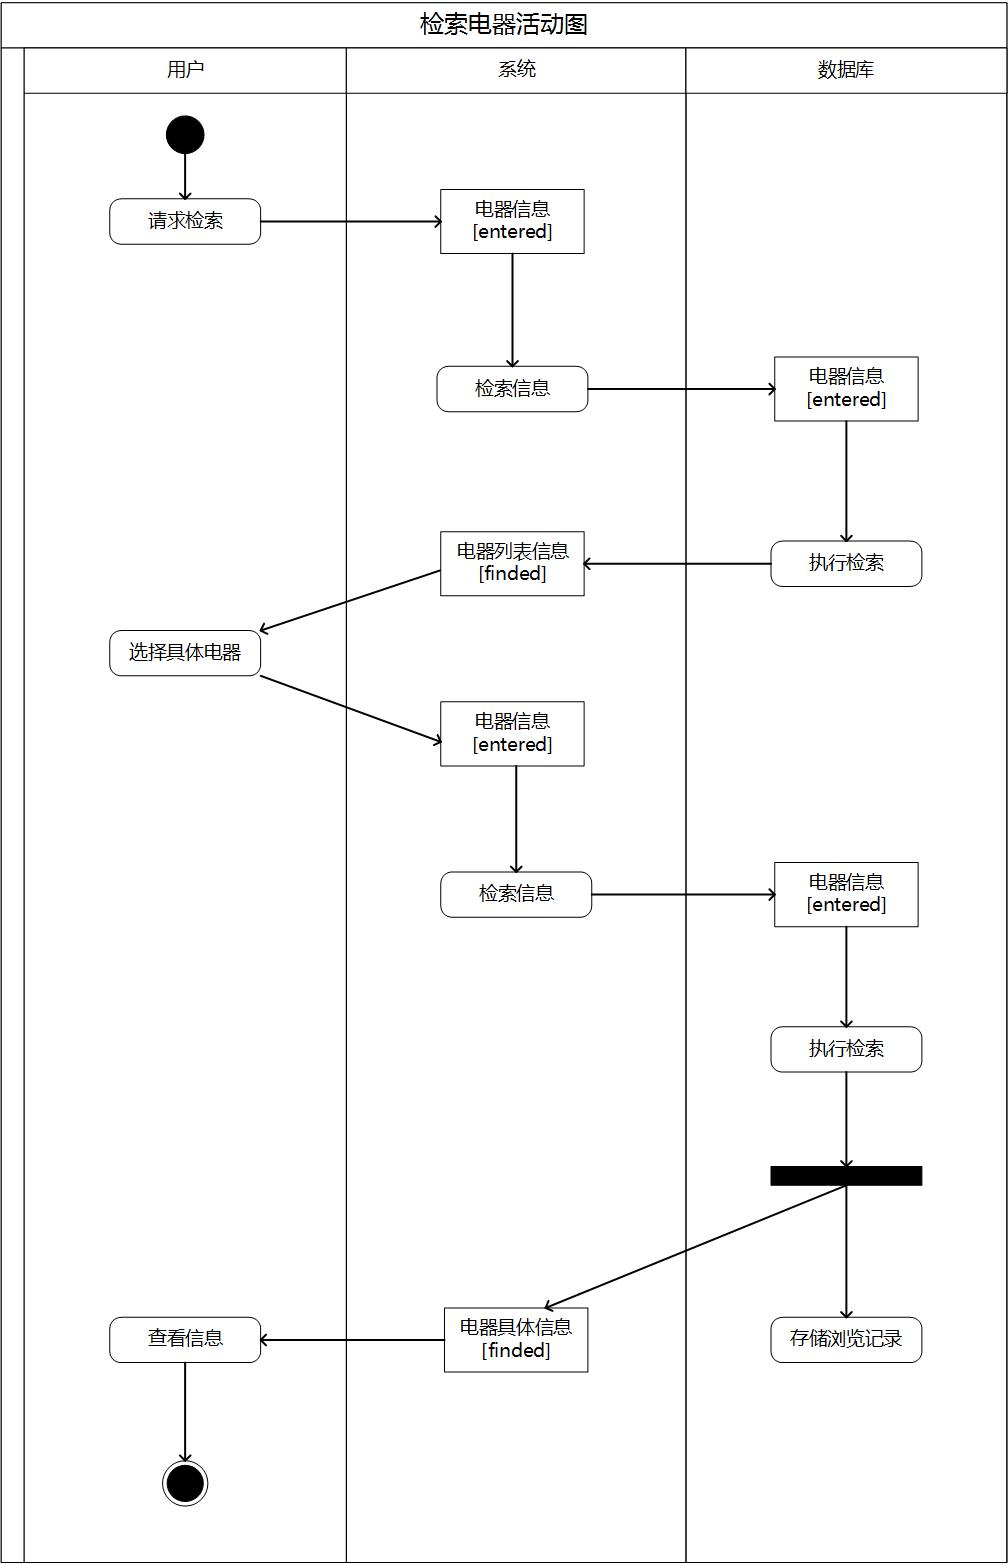 检索电器活动图
用户
系统
数据库
请求检索
电器信息
[entered]
检索信息
电器信息
[entered]
电器列表信息
[finded]
执行检索
选择具体电器
电器信息
[entered]
检索信息
电器信息
[entered]
执行检索
查看信息
电器具体信息
[finded]
存储浏览记录